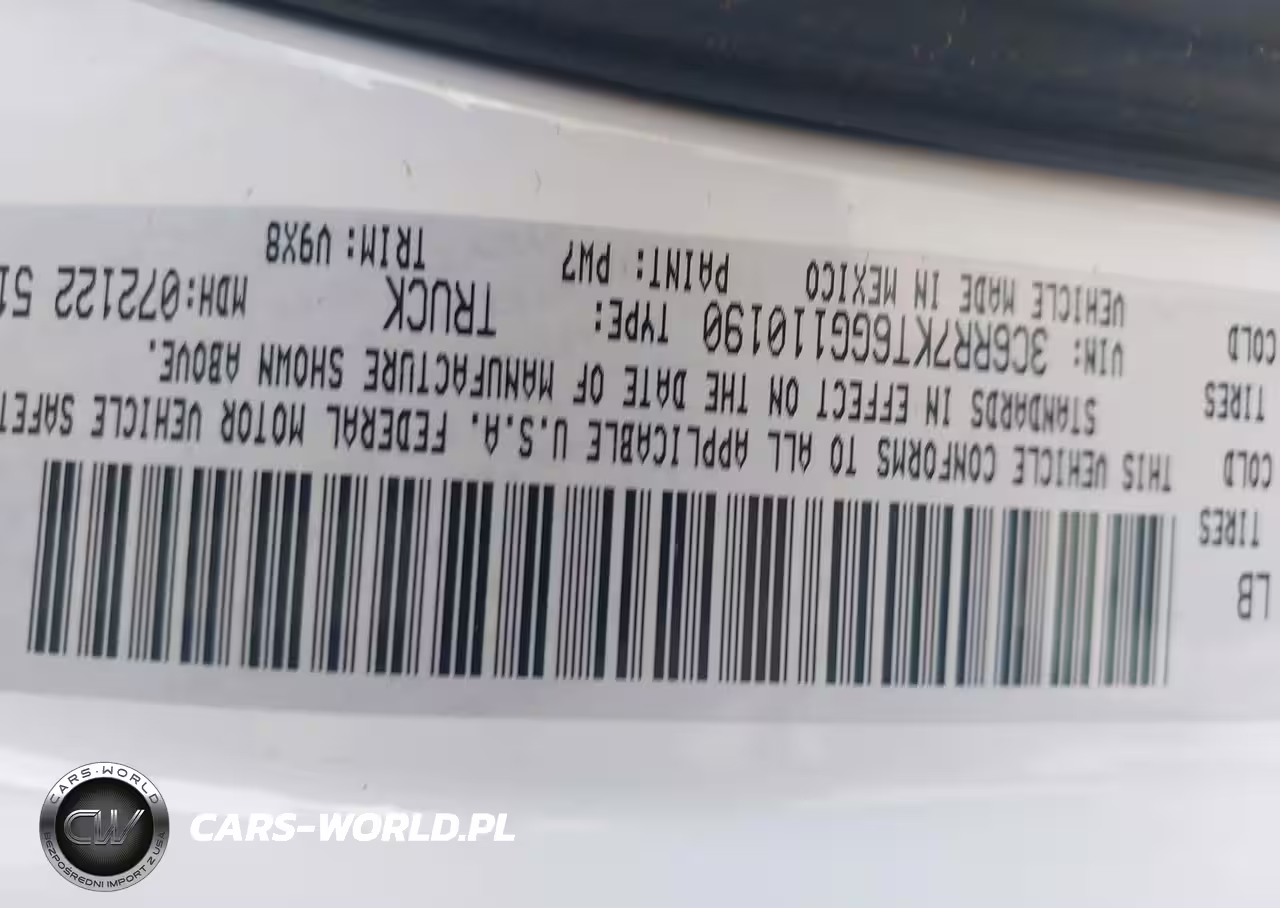 LB
TIRES
COLD
TIRES
COLD
THIS VEHICLE CONFORMS TO ALL APPLICABLE U.S.A. FEDERAL MOTOR VEHICLE SAFET
STANDARDS IN EFFECT ON THE DATE OF MANUFACTURE SHOWN ABOVE.
VIN: 3C6RR7KT6GG110190 TYPE: TRUCK MDH:072122 51
VEHICLE MADE IN MEXICO PAINT: PW7 TRIM: V9X8
CARS-WORLD
CW
BEZPOŚREDNI IMPORT Z USA
CARS-WORLD.PL